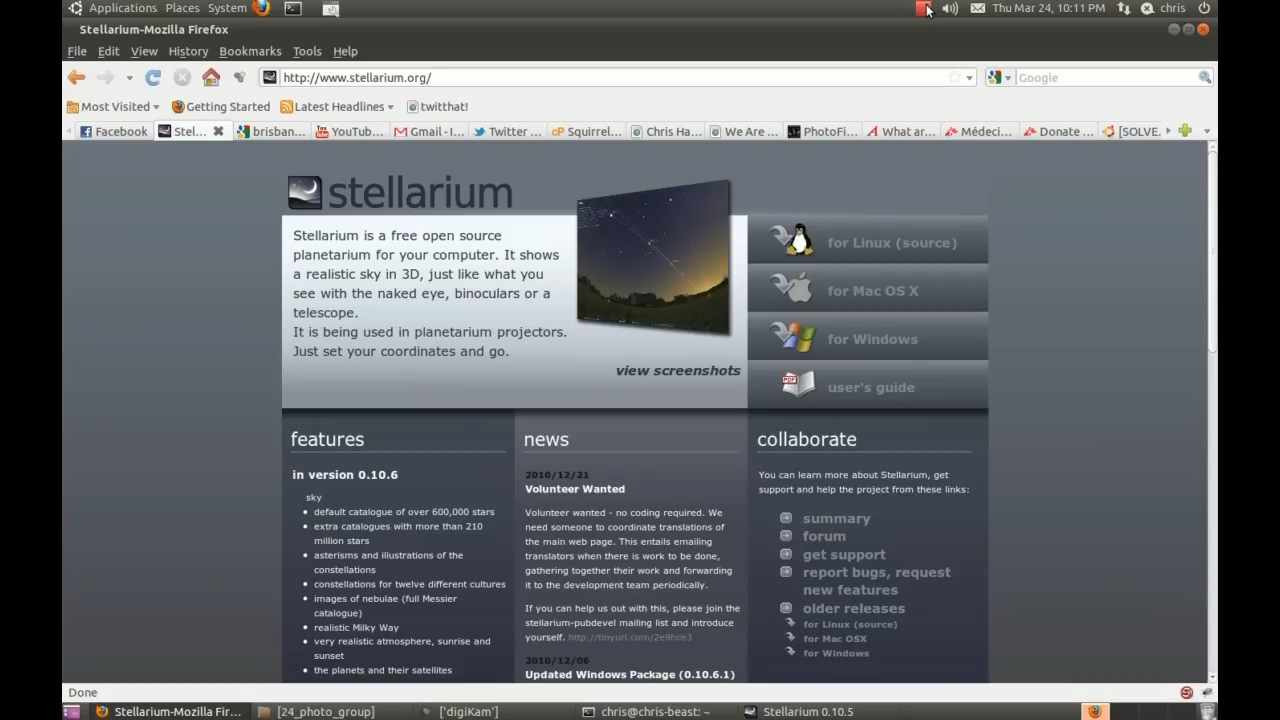 Applications Places System Thu Mar 24, 10:11 PM chris
Stellarium-Mozilla Firefox
File Edit View History Bookmarks Tools Help
http://www.stellarium.org/ Google
Most Visited Getting Started Latest Headlines twitthat!
Facebook Stel... brisban... YouTub... Gmail - I... Twitter ... Squirrel... Chris Ha... We Are ... PhotoFi... What ar... Médeci... Donate ... [SOLVE.
stellarium
Stellarium is a free open source
planetarium for your computer. It shows
a realistic sky in 3D, just like what you
see with the naked eye, binoculars or a
telescope.
It is being used in planetarium projectors.
Just set your coordinates and go.
view screenshots
for Linux (source)
for Mac OS X
for Windows
PDF
user's guide
features
in version 0.10.6
sky
default catalogue of over 600,000 stars
extra catalogues with more than 210
million stars
asterisms and illustrations of the
constellations
constellations for twelve different cultures
images of nebulae (full Messier
catalogue)
realistic Milky Way
very realistic atmosphere, sunrise and
sunset
the planets and their satellites
news
2010/12/21
Volunteer Wanted
Volunteer wanted - no coding required. We
need someone to coordinate translations of
the main web page. This entails emailing
translators when there is work to be done,
gathering together their work and forwarding
it to the development team periodically.
If you can help us out with this, please join the
stellarium-pubdevel mailing list and introduce
yourself. http://tinyurl.com/2e9hce3
2010/12/06
Updated Windows Package (0.10.6.1)
collaborate
You can learn more about Stellarium, get
support and help the project from these links:
summary
forum
get support
report bugs, request
new features
older releases
for Linux (source)
for Mac OSX
for Windows
Done
Stellarium-Mozilla Fir... [24_photo_group] ['digiKam'] chris@chris-beast: ~ Stellarium 0.10.5